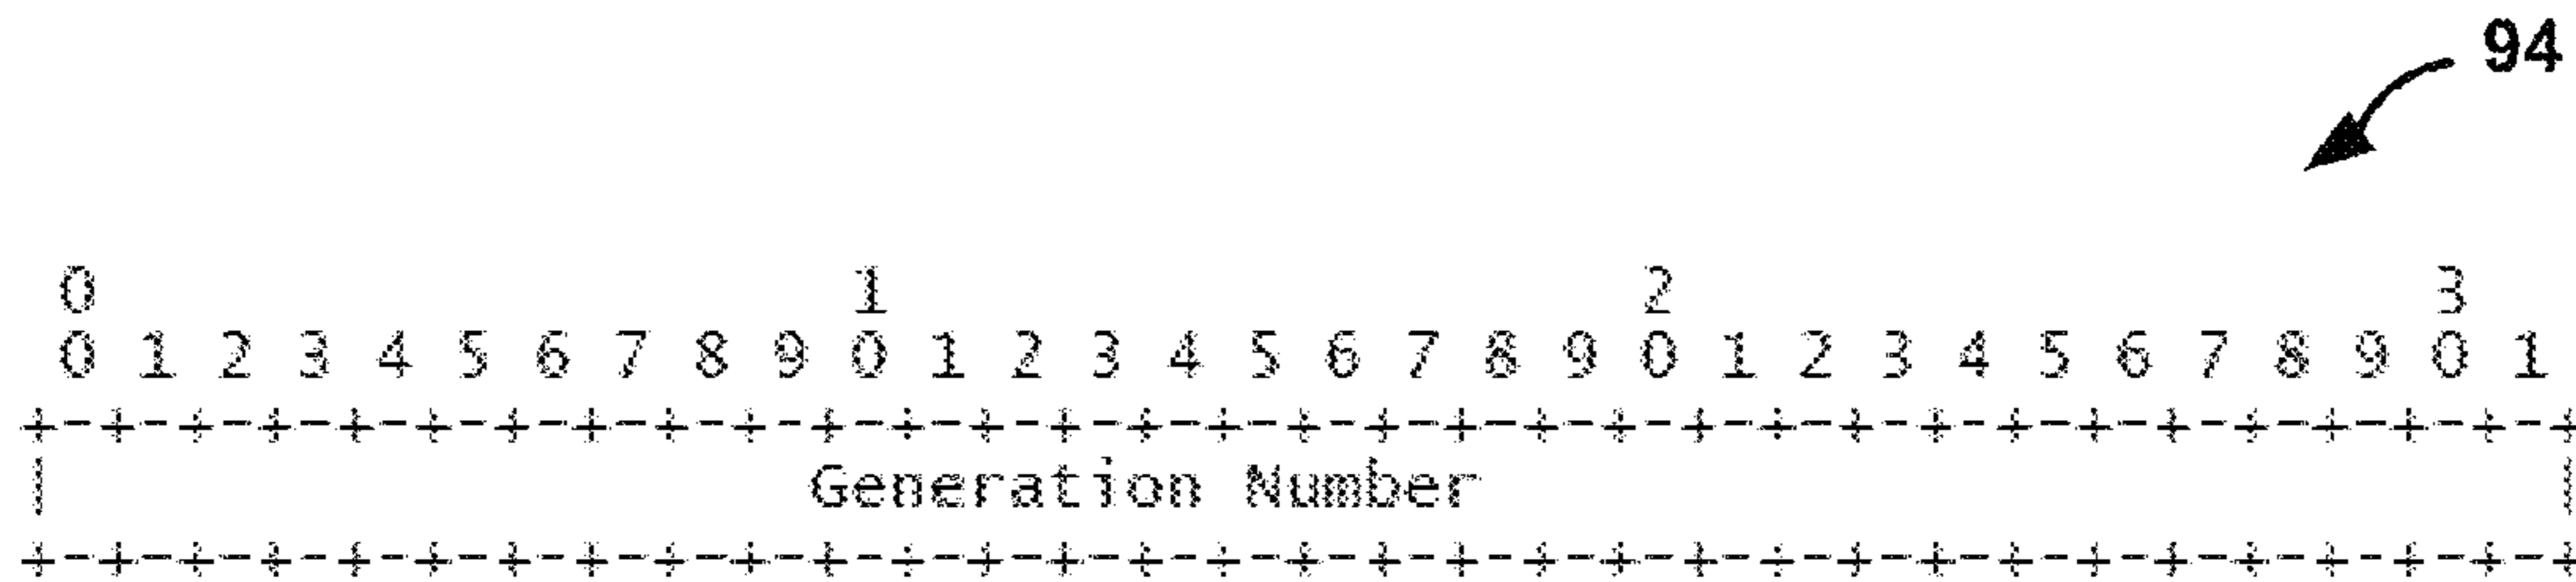 94
0                   1                   2                   3
0 1 2 3 4 5 6 7 8 9 0 1 2 3 4 5 6 7 8 9 0 1 2 3 4 5 6 7 8 9 0 1
+-+-+-+-+-+-+-+-+-+-+-+-+-+-+-+-+-+-+-+-+-+-+-+-+-+-+-+-+-+-+-+-+
|                   Generation Number                           |
+-+-+-+-+-+-+-+-+-+-+-+-+-+-+-+-+-+-+-+-+-+-+-+-+-+-+-+-+-+-+-+-+